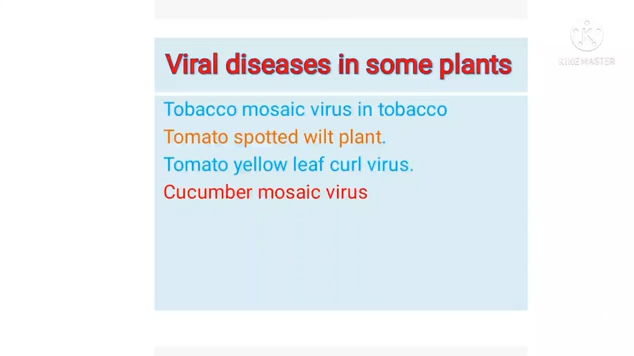 Viral diseases in some plants
KINEMASTER
Tobacco mosaic virus in tobacco
Tomato spotted wilt plant.
Tomato yellow leaf curl virus.
Cucumber mosaic virus